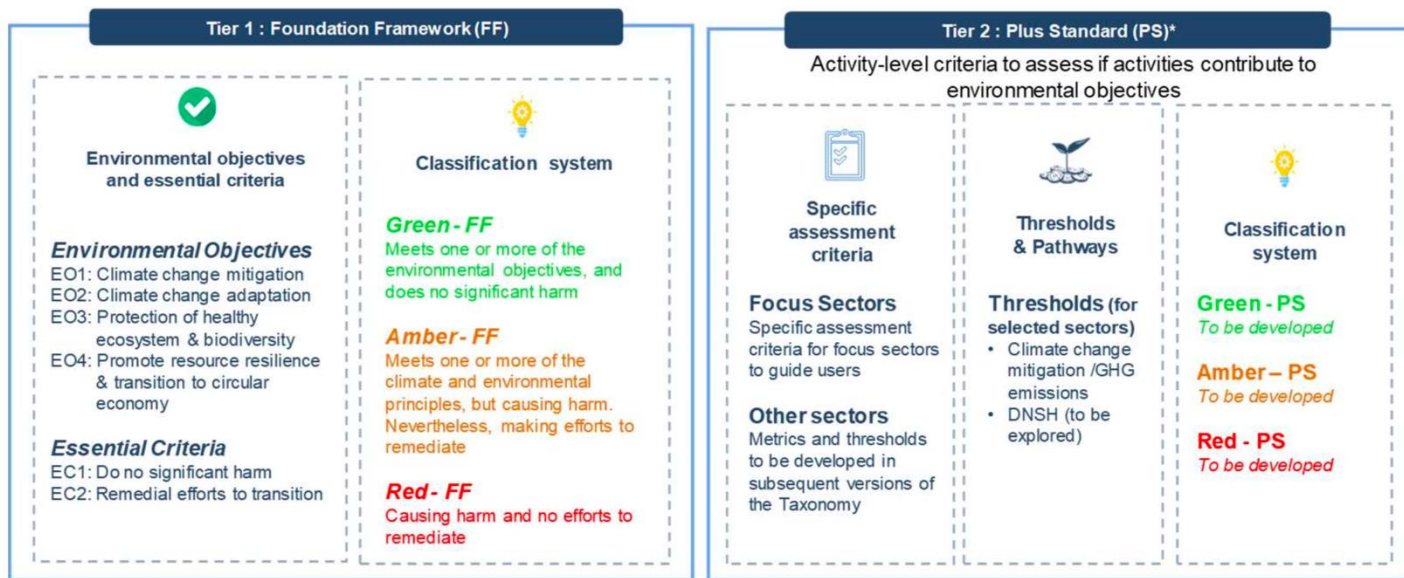 Tier 1 : Foundation Framework (FF)
Environmental objectives
and essential criteria
Environmental Objectives
EO1: Climate change mitigation
EO2: Climate change adaptation
EO3: Protection of healthy
ecosystem & biodiversity
EO4: Promote resource resilience
& transition to circular
economy
Essential Criteria
EC1: Do no significant harm
EC2: Remedial efforts to transition
Classification system
Green - FF
Meets one or more of the
environmental objectives, and
does no significant harm
Amber - FF
Meets one or more of the
climate and environmental
principles, but causing harm.
Nevertheless, making efforts to
remediate
Red - FF
Causing harm and no efforts to
remediate
Tier 2 : Plus Standard (PS)*
Activity-level criteria to assess if activities contribute to
environmental objectives
Specific
assessment
criteria
Focus Sectors
Specific assessment
criteria for focus sectors
to guide users
Other sectors
Metrics and thresholds
to be developed in
subsequent versions of
the Taxonomy
Thresholds
& Pathways
Thresholds (for
selected sectors)
• Climate change
mitigation /GHG
emissions
• DNSH (to be
explored)
Classification
system
Green - PS
To be developed
Amber – PS
To be developed
Red - PS
To be developed